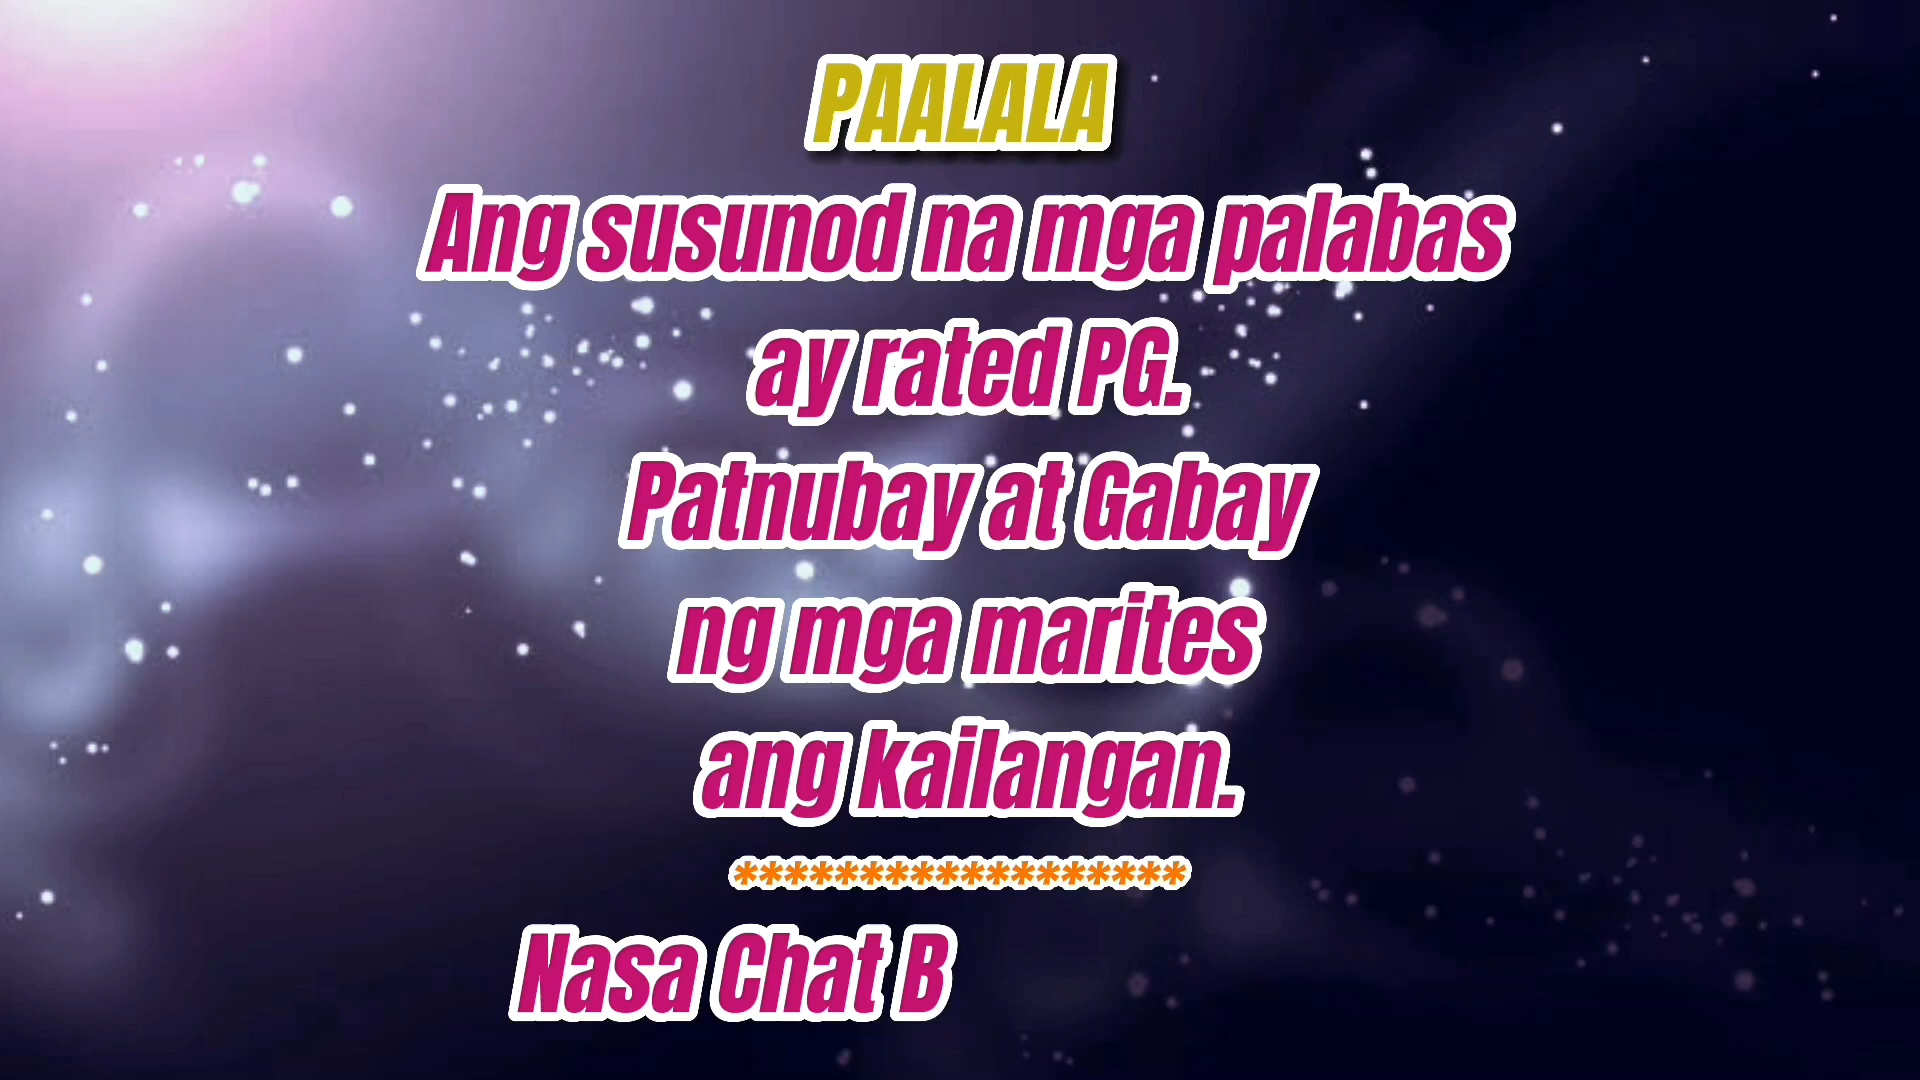 PAALALA
Ang susunod na mga palabas
ay rated PG.
Patnubay at Gabay
ng mga marites
ang kailangan.
******************
Nasa Chat B